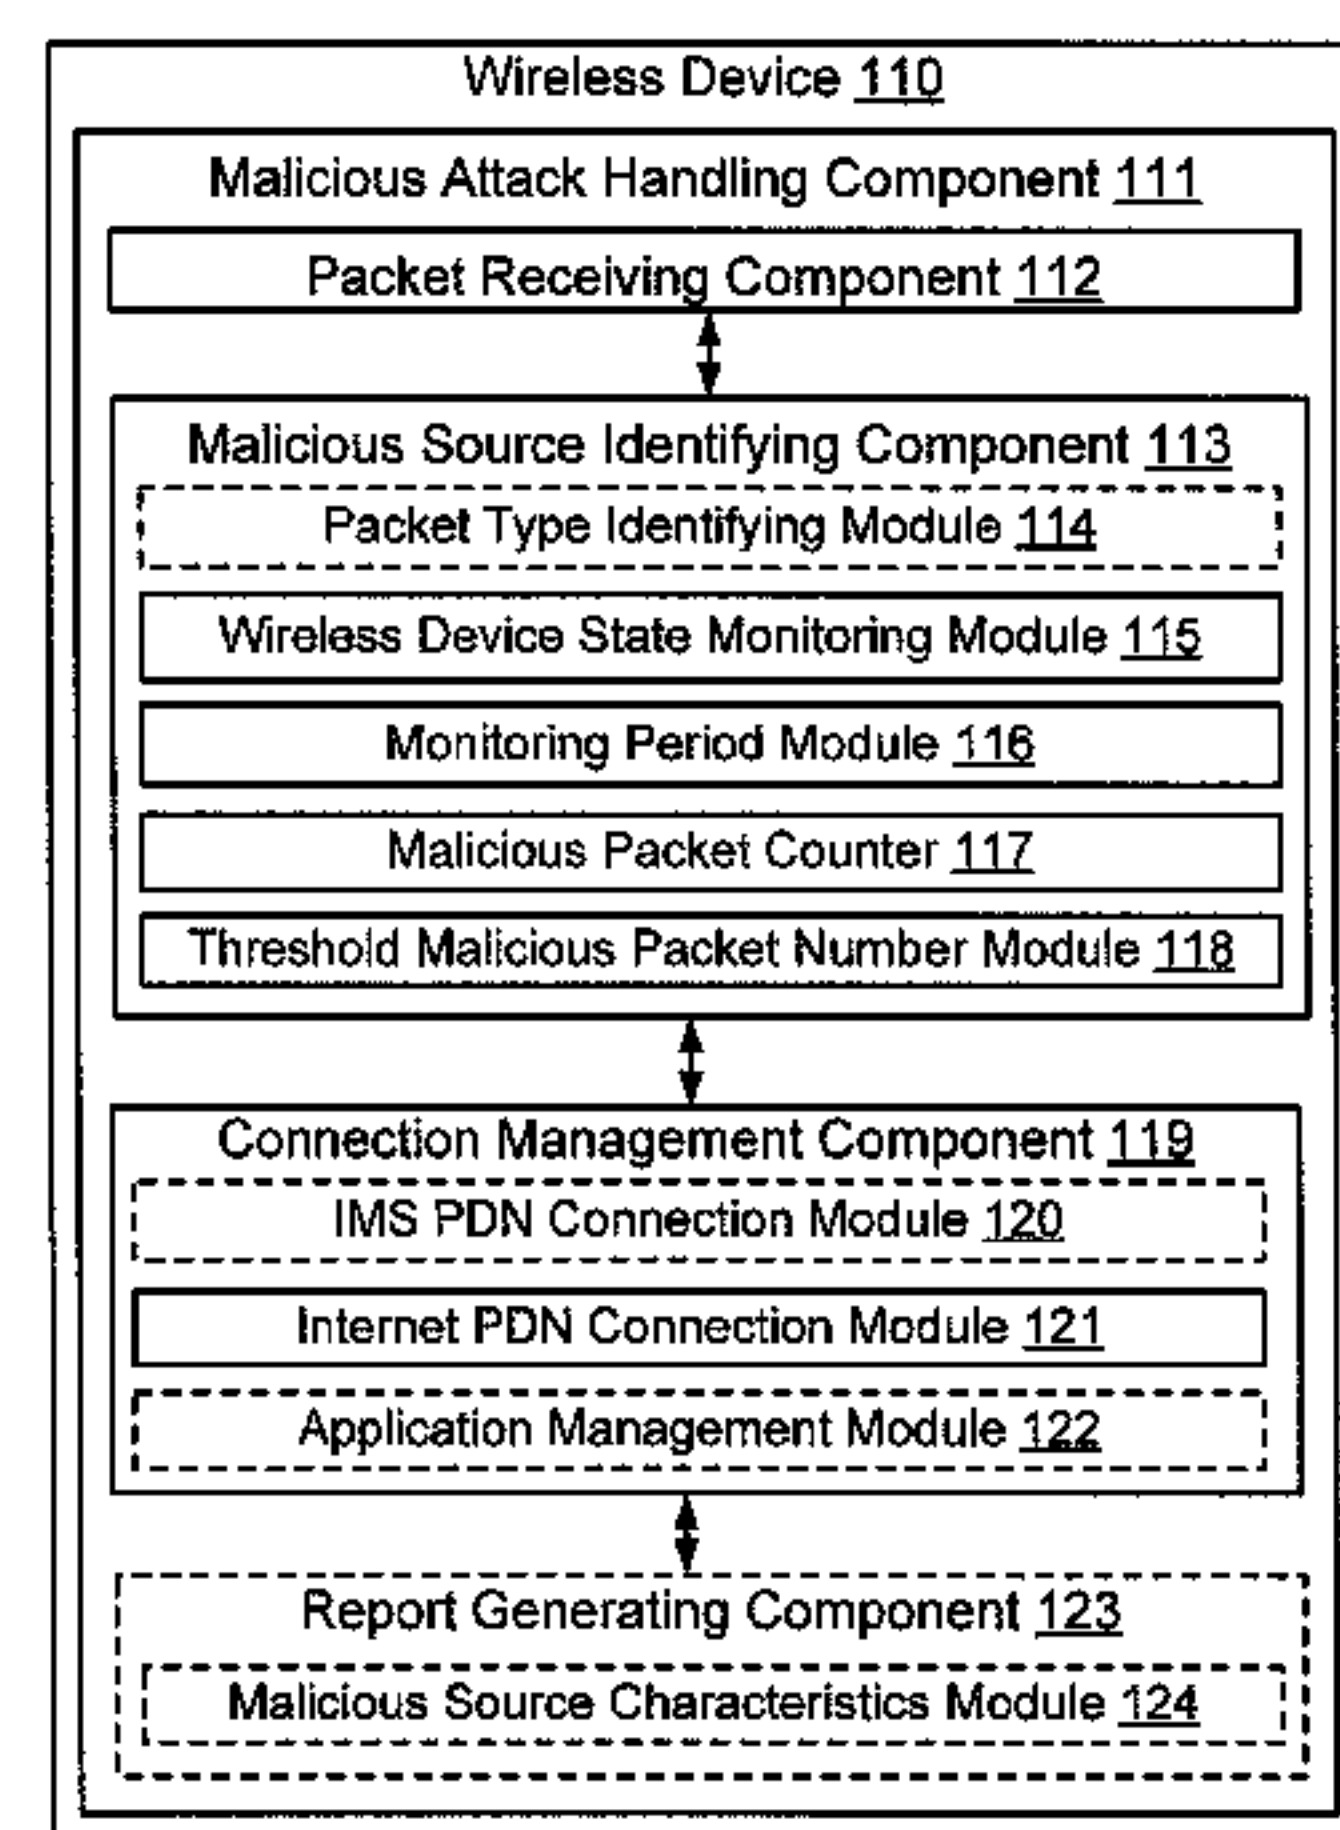 Wireless Device 110
Malicious Attack Handling Component 111
Packet Receiving Component 112
Malicious Source Identifying Component 113
Packet Type Identifying Module 114
Wireless Device State Monitoring Module 115
Monitoring Period Module 116
Malicious Packet Counter 117
Threshold Malicious Packet Number Module 118
Connection Management Component 119
IMS PDN Connection Module 120
Internet PDN Connection Module 121
Application Management Module 122
Report Generating Component 123
Malicious Source Characteristics Module 124